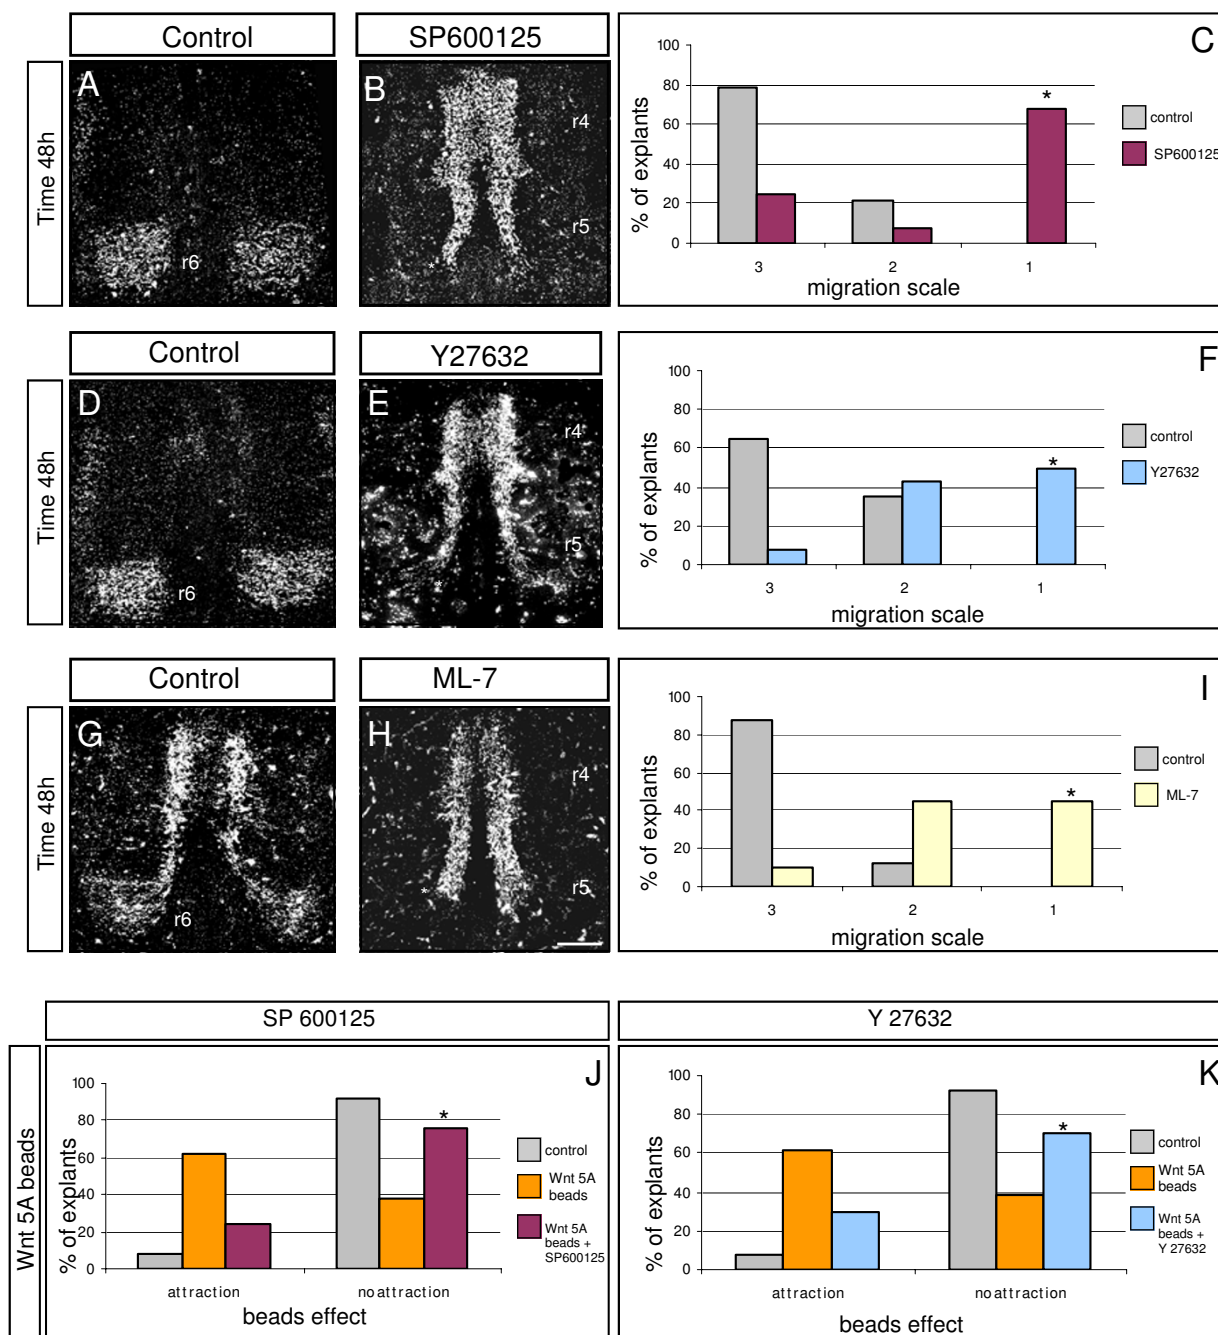 Control
SP600125
Time 48h
A
r6
B
r4
r5
*
C
% of explants
100
80
60
40
20
0
*
3
2
1
migration scale
control
SP600125
Control
Y27632
Time 48h
D
r6
E
r4
r5
*
F
% of explants
100
80
60
40
20
0
*
3
2
1
migration scale
control
Y27632
Control
ML-7
Time 48h
G
r6
H
r4
r5
*
I
% of explants
100
80
60
40
20
0
*
3
2
1
migration scale
control
ML-7
SP 600125
Y 27632
Wnt 5A beads
J
% of explants
100
80
60
40
20
0
*
attraction
no attraction
beads effect
control
Wnt 5A
beads
Wnt 5A
beads +
SP600125
K
% of explants
100
80
60
40
20
0
*
attraction
no attraction
beads effect
control
Wnt 5A
beads
Wnt 5A
beads +
Y 27632